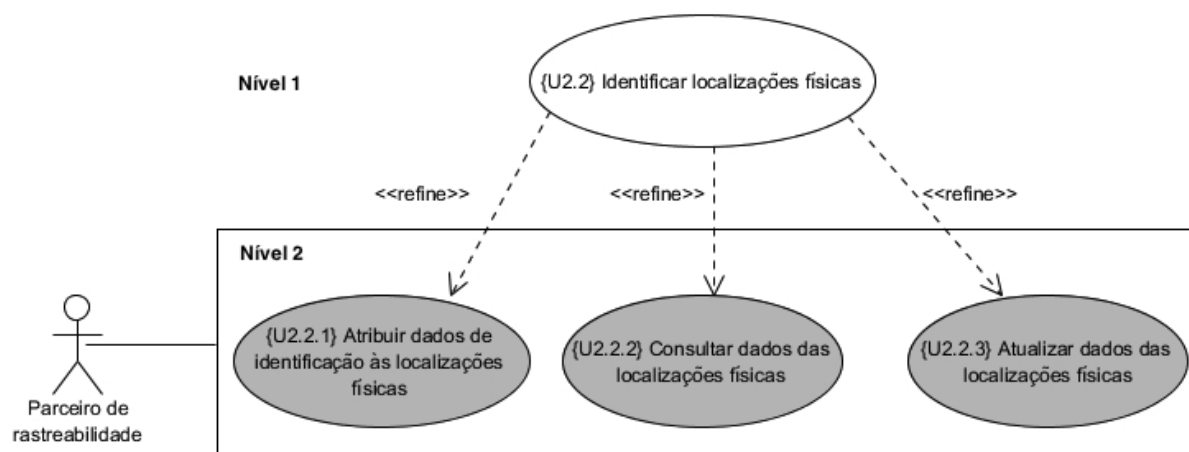 Nível 1
{U2.2} Identificar localizações físicas
<<refine>>
<<refine>>
<<refine>>
Nível 2
{U2.2.1} Atribuir dados de
identificação às localizações
físicas
{U2.2.2} Consultar dados das
localizações físicas
{U2.2.3} Atualizar dados das
localizações físicas
Parceiro de
rastreabilidade